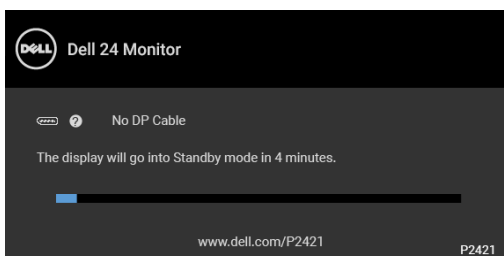 DELL Dell 24 Monitor
? No DP Cable
The display will go into Standby mode in 4 minutes.
www.dell.com/P2421
P2421